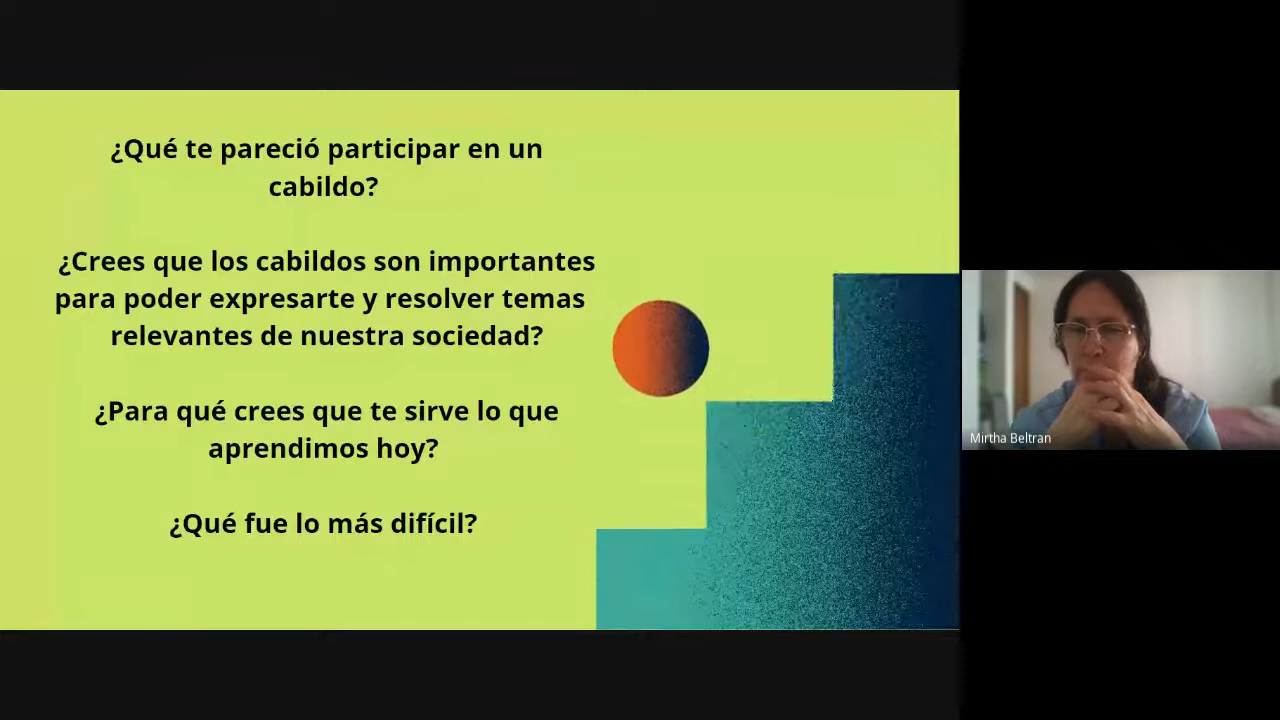 ¿Qué te pareció participar en un
cabildo?
¿Crees que los cabildos son importantes
para poder expresarte y resolver temas
relevantes de nuestra sociedad?
¿Para qué crees que te sirve lo que
aprendimos hoy?
¿Qué fue lo más difícil?
Mirtha Beltran